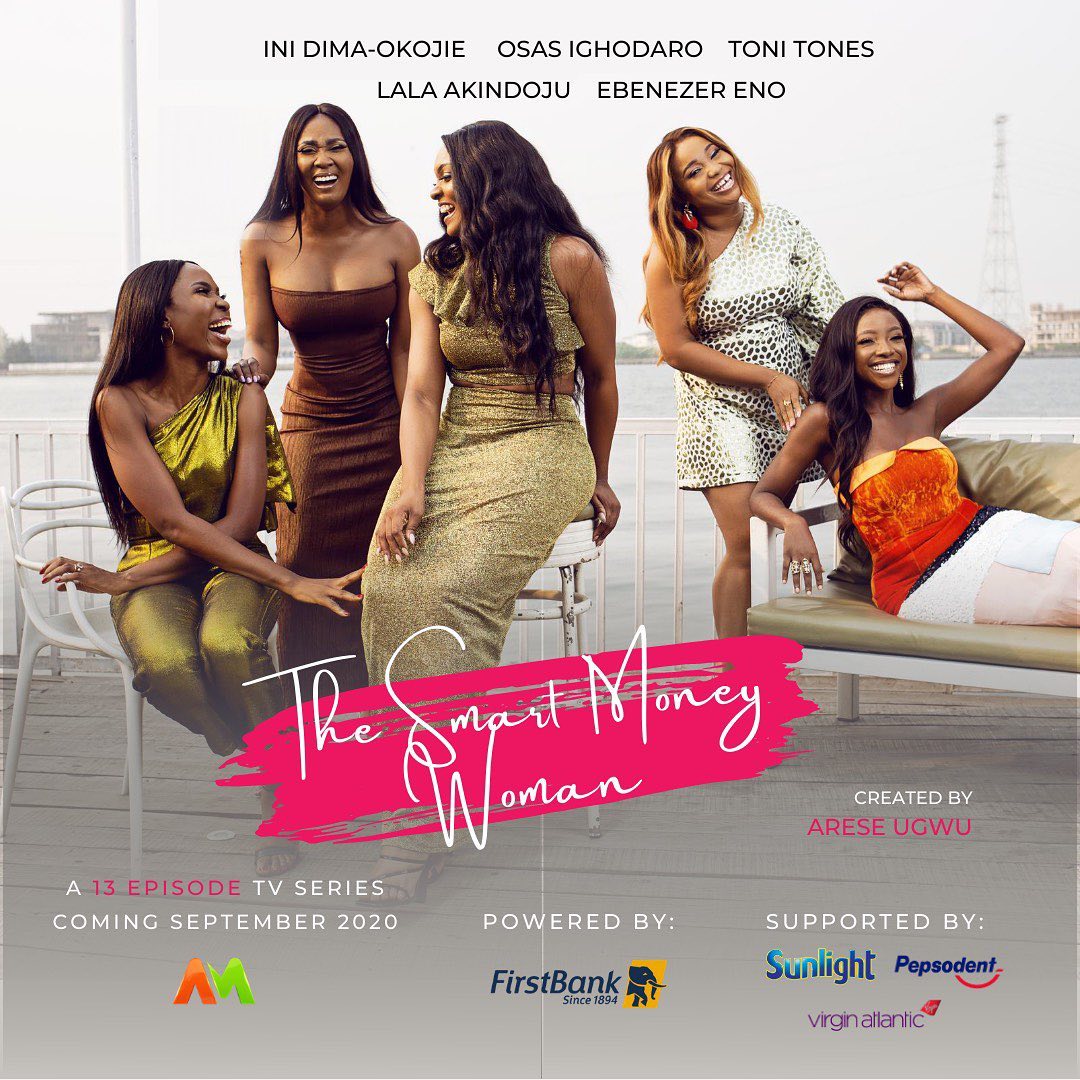 INI DIMA-OKOJIE OSAS IGHODARO TONI TONES
LALA AKINDOJU EBENEZER ENO
The Smart Money
Woman
CREATED BY
ARESE UGWU
A 13 EPISODE TV SERIES
COMING SEPTEMBER 2020
AM
POWERED BY:
FirstBank
Since 1894
SUPPORTED BY:
Sunlight
Pepsodent
virgin atlantic